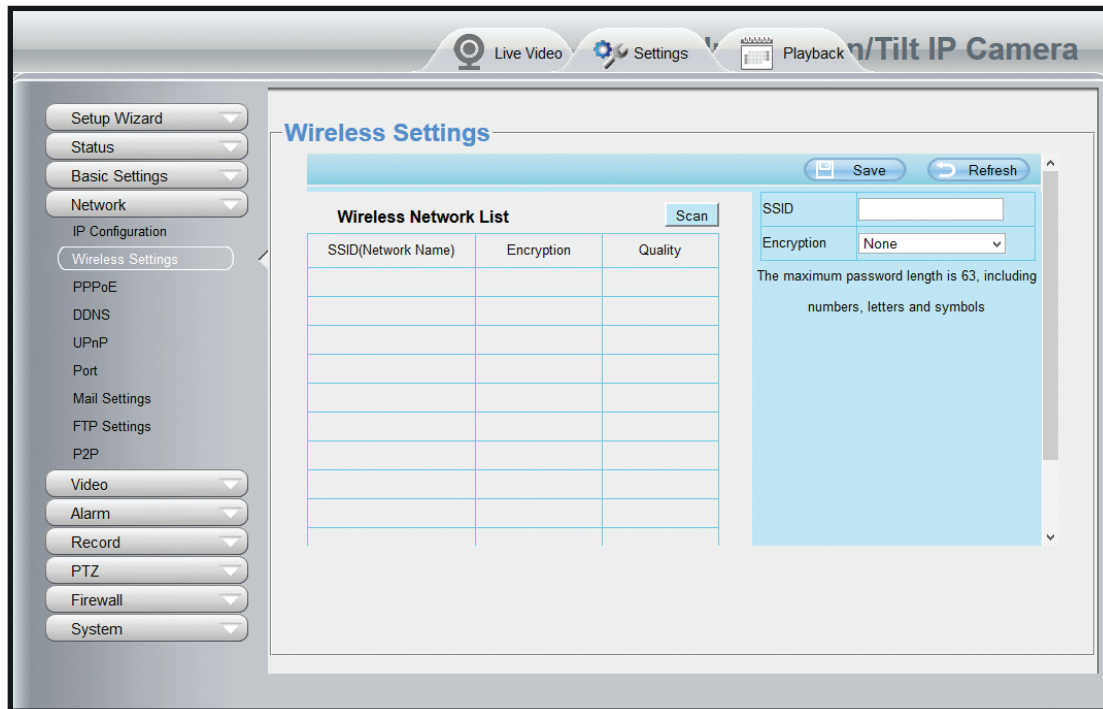 Live Video
Settings
Playback
n/Tilt IP Camera
Setup Wizard
Status
Basic Settings
Network
IP Configuration
Wireless Settings
PPPoE
DDNS
UPnP
Port
Mail Settings
FTP Settings
P2P
Video
Alarm
Record
PTZ
Firewall
System
Wireless Settings
Save
Refresh
Wireless Network List
Scan
SSID(Network Name) Encryption Quality
SSID
Encryption None
The maximum password length is 63, including
numbers, letters and symbols